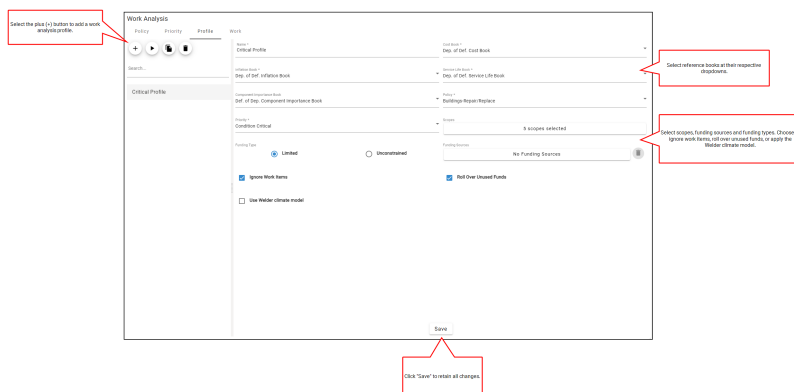 Work Analysis
Policy Priority Profile Work
Select the plus (+) button to add a work
analysis profile.
Search...
Critical Profile
Name *
Critical Profile
Cost Book *
Dep. of Def. Cost Book
Inflation Book *
Dep. of Def. Inflation Book
Service Life Book *
Dep. of Def. Service Life Book
Select reference books at their respective
dropdowns.
Component Importance Book
Def. of Dep. Component Importance Book
Policy *
Buildings-Repair/Replace
Priority *
Condition Critical
Scopes
5 scopes selected
Select scopes, funding sources and funding types. Choose
ignore work items, roll over unused funds, or apply the
Welder climate model.
Funding Type
Limited
Unconstrained
Funding Sources
No Funding Sources
Ignore Work Items
Roll Over Unused Funds
Use Welder climate model
Save
Click "Save" to retain all changes.